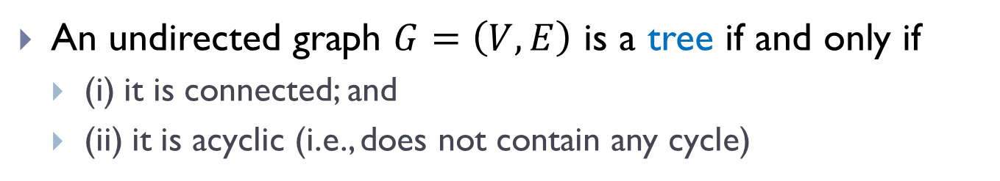 An undirected graph G = (V, E) is a tree if and only if
(i) it is connected; and
(ii) it is acyclic (i.e., does not contain any cycle)